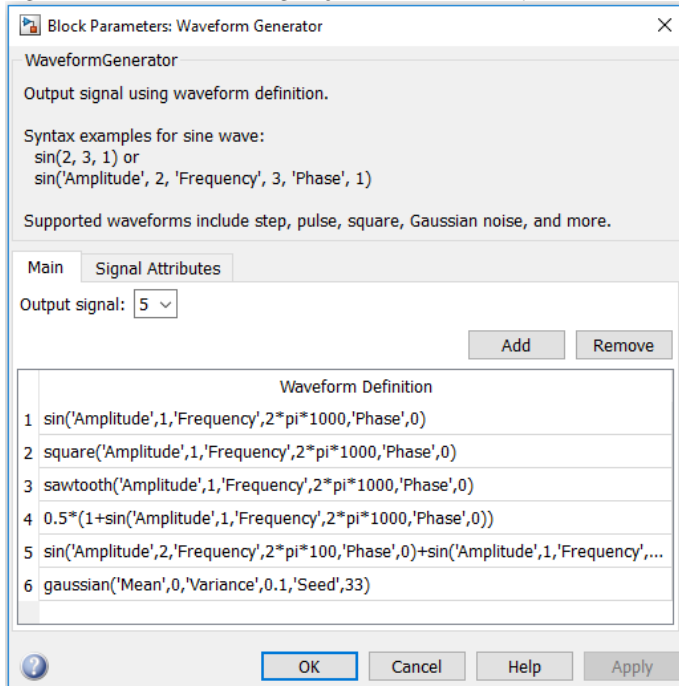 Block Parameters: Waveform Generator
WaveformGenerator
Output signal using waveform definition.
Syntax examples for sine wave:
sin(2, 3, 1) or
sin('Amplitude', 2, 'Frequency', 3, 'Phase', 1)
Supported waveforms include step, pulse, square, Gaussian noise, and more.
Main Signal Attributes
Output signal: 5
Add Remove
Waveform Definition
1 sin('Amplitude',1,'Frequency',2*pi*1000,'Phase',0)
2 square('Amplitude',1,'Frequency',2*pi*1000,'Phase',0)
3 sawtooth('Amplitude',1,'Frequency',2*pi*1000,'Phase',0)
4 0.5*(1+sin('Amplitude',1,'Frequency',2*pi*1000,'Phase',0))
5 sin('Amplitude',2,'Frequency',2*pi*100,'Phase',0)+sin('Amplitude',1,'Frequency',...
6 gaussian('Mean',0,'Variance',0.1,'Seed',33)
OK Cancel Help Apply